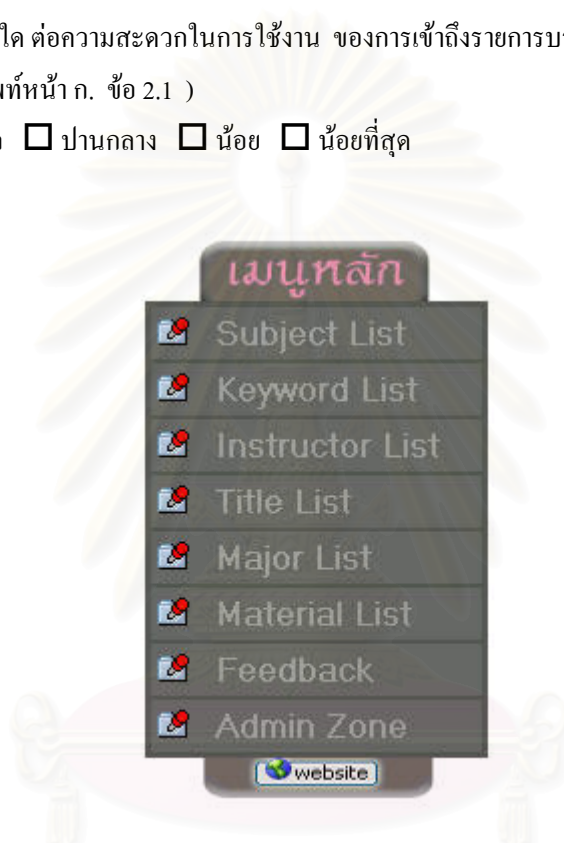 ใด ต่อความสะดวกในการใช้งาน ของการเข้าถึงรายการบร
พท์หน้า ก. ข้อ 2.1 )
☐ ปานกลาง ☐ น้อย ☐ น้อยที่สุด
เมนูหลัก
Subject List
Keyword List
Instructor List
Title List
Major List
Material List
Feedback
Admin Zone
website